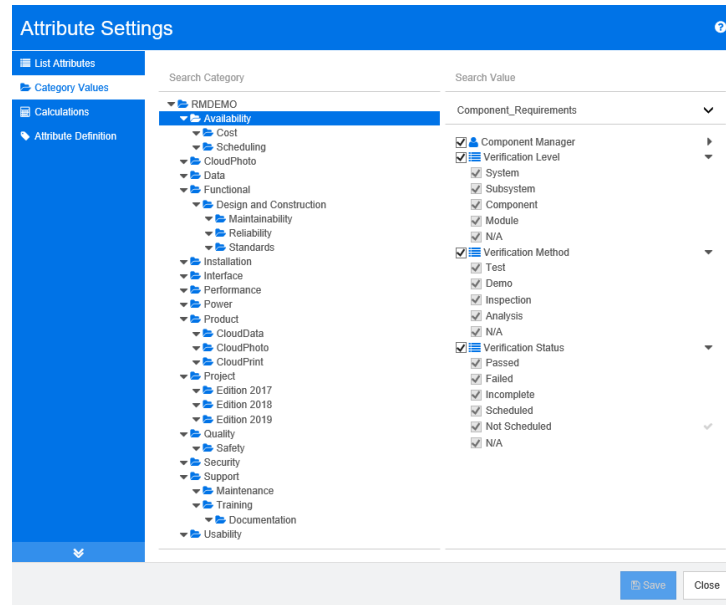 Attribute Settings
List Attributes
Category Values
Calculations
Attribute Definition
Search Category
RMDEMO
Availability
Cost
Scheduling
CloudPhoto
Data
Functional
Design and Construction
Maintainability
Reliability
Standards
Installation
Interface
Performance
Power
Product
CloudData
CloudPhoto
CloudPrint
Project
Edition 2017
Edition 2018
Edition 2019
Quality
Safety
Security
Support
Maintenance
Training
Documentation
Usability
Search Value
Component_Requirements
Component Manager
Verification Level
System
Subsystem
Component
Module
N/A
Verification Method
Test
Demo
Inspection
Analysis
N/A
Verification Status
Passed
Failed
Incomplete
Scheduled
Not Scheduled
N/A
Save
Close